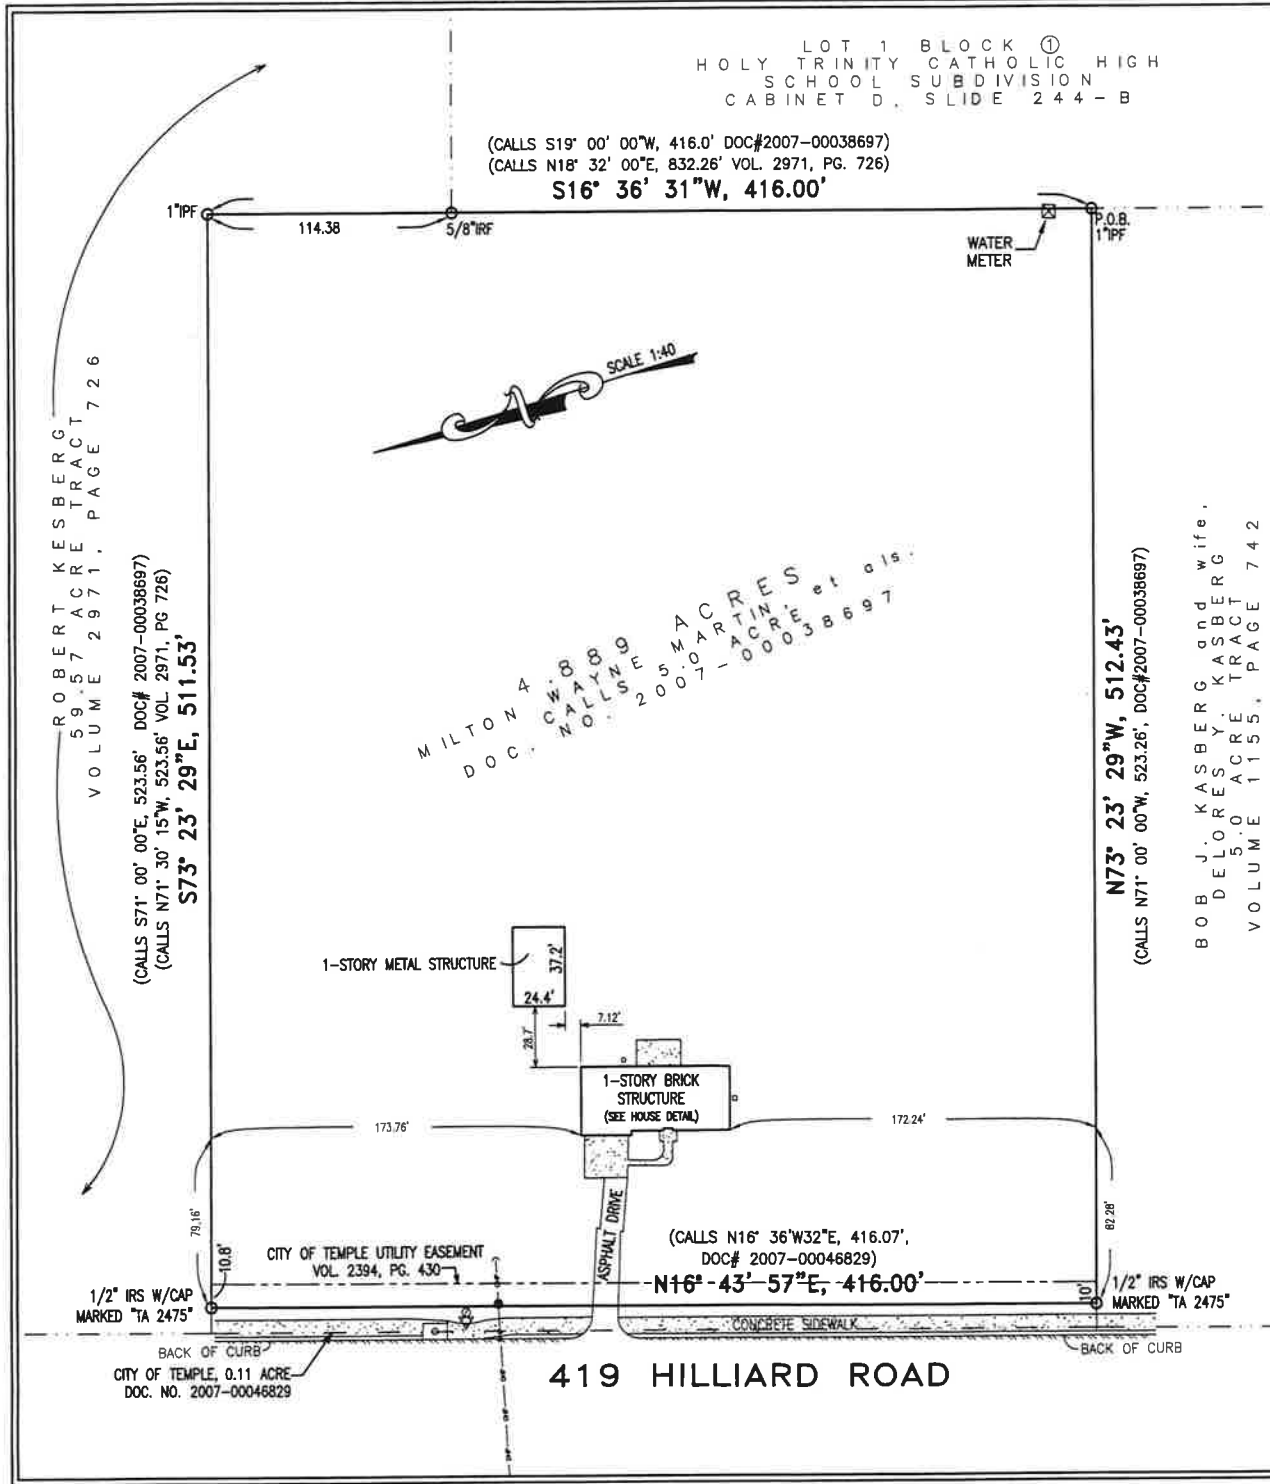 LOT 1 BLOCK ①
HOLY TRINITY CATHOLIC HIGH
SCHOOL SUBDIVISION
CABINET D, SLIDE 244-B
(CALLS S19° 00' 00"W, 416.0' DOC#2007-00038697)
(CALLS N18° 32' 00"E, 832.26' VOL. 2971, PG. 726)
S16° 36' 31"W, 416.00'
1"IPF
114.38
5/8"IRF
WATER
METER
P.O.B.
1"IPF
N
SCALE 1:40
ROBERT KESBERG
59.57 ACRE TRACT
VOLUME 2971, PAGE 726
(CALLS S71° 00' 00"E, 523.56' DOC# 2007-00038697)
(CALLS N71° 30' 15"W, 523.56' VOL. 2971, PG 726)
S73° 23' 29"E, 511.53'
4.889 ACRES
MILTON WAYNE MARTIN, et als.
CALLS 5.0 ACRE
DOC. NO. 2007-00038697
N73° 23' 29"W, 512.43'
(CALLS N71° 00' 00"W, 523.26', DOC#2007-00038697)
BOB J. KASBERG and wife,
DELORES Y. KASBERG
5.0 ACRE TRACT
VOLUME 1155, PAGE 742
1-STORY METAL STRUCTURE
37.2'
24.4'
28.7'
7.12'
1-STORY BRICK
STRUCTURE
(SEE HOUSE DETAIL)
173.76'
172.24'
79.16'
82.28'
ASPHALT DRIVE
10.8'
CITY OF TEMPLE UTILITY EASEMENT
VOL. 2394, PG. 430
(CALLS N16° 36'W32"E, 416.07',
DOC# 2007-00046829)
N16° 43' 57"E, 416.00'
10'
1/2" IRS W/CAP
MARKED "TA 2475"
1/2" IRS W/CAP
MARKED "TA 2475"
CONCRETE SIDEWALK
BACK OF CURB
BACK OF CURB
CITY OF TEMPLE, 0.11 ACRE
DOC. NO. 2007-00046829
419 HILLIARD ROAD